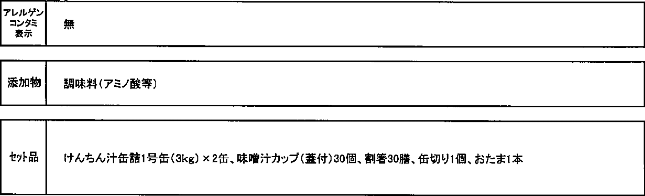 アレルゲン
コンタミ
表示
無
添加物
調味料(アミノ酸等)
セット品
けんちん汁缶詰1号缶(3kg)×2缶、味噌汁カップ(蓋付)30個、割箸30膳、缶切り1個、おたま1本